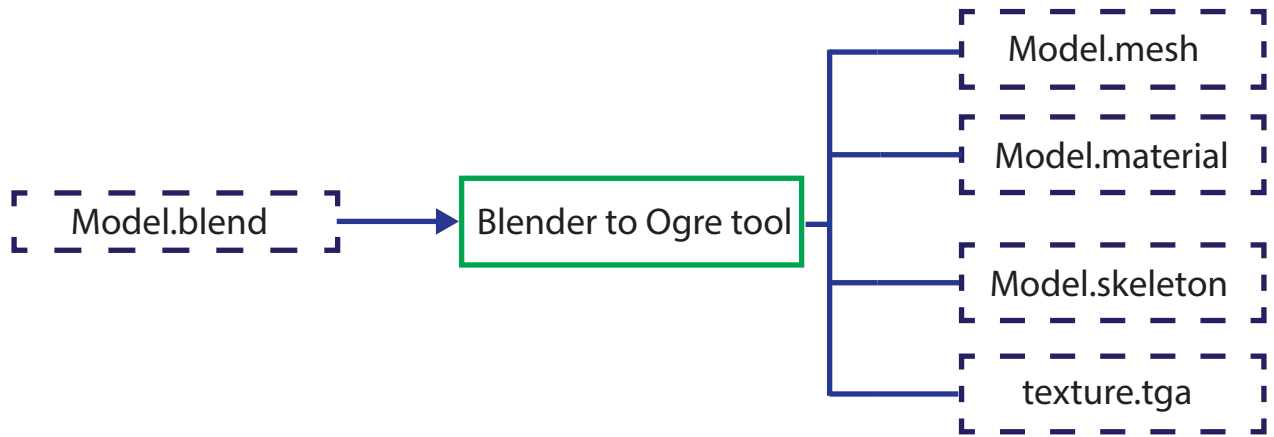 Model.mesh
Model.material
Model.blend
Blender to Ogre tool
Model.skeleton
texture.tga